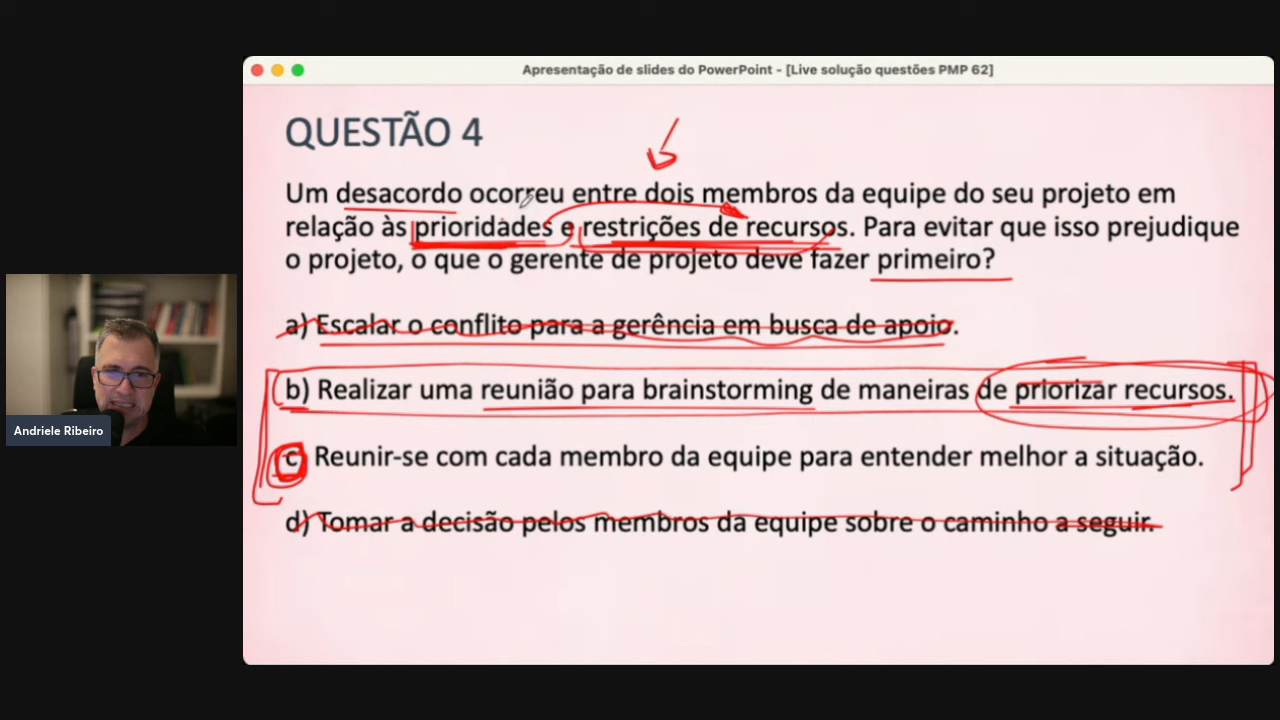 Apresentação de slides do PowerPoint - [Live solução questões PMP 62]
QUESTÃO 4
Um desacordo ocorreu entre dois membros da equipe do seu projeto em
relação às prioridades e restrições de recursos. Para evitar que isso prejudique
o projeto, o que o gerente de projeto deve fazer primeiro?
a) Escalar o conflito para a gerência em busca de apoio.
b) Realizar uma reunião para brainstorming de maneiras de priorizar recursos.
c) Reunir-se com cada membro da equipe para entender melhor a situação.
d) Tomar a decisão pelos membros da equipe sobre o caminho a seguir.
Andriele Ribeiro